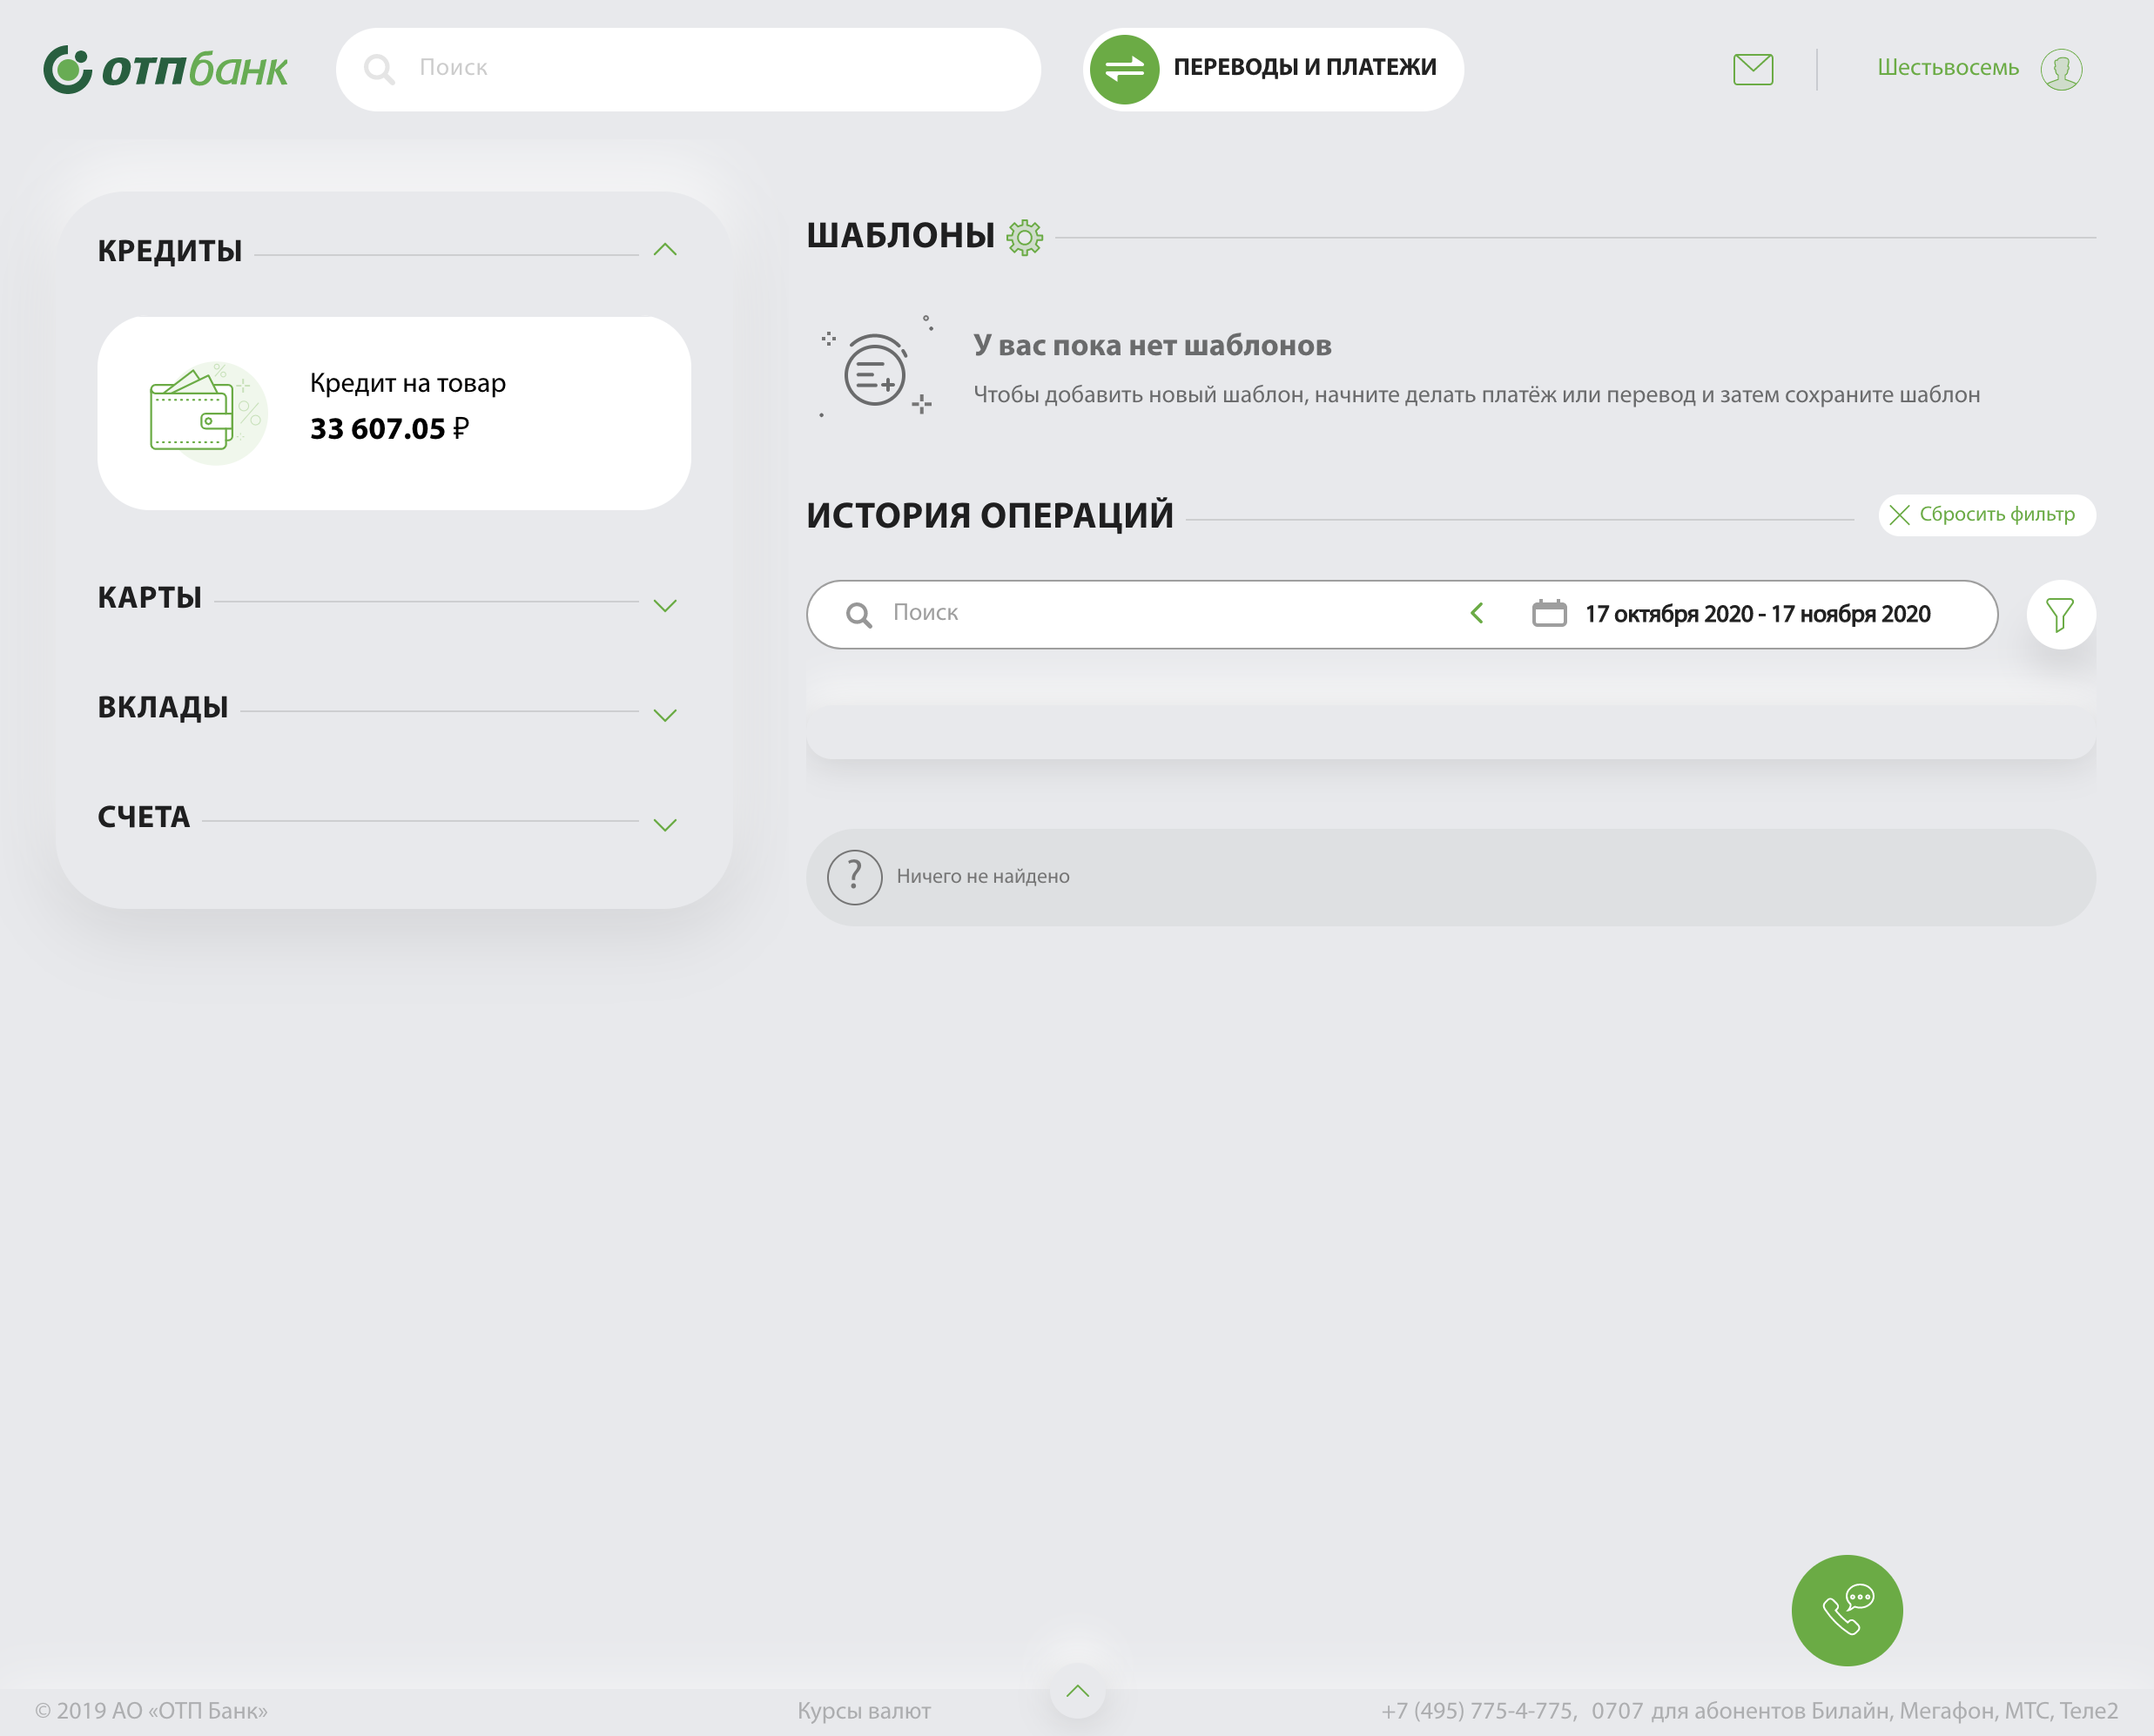 отпбанк
Поиск
ПЕРЕВОДЫ И ПЛАТЕЖИ
Шестьвосемь
КРЕДИТЫ
Кредит на товар
33 607.05 ₽
КАРТЫ
ВКЛАДЫ
СЧЕТА
ШАБЛОНЫ
У вас пока нет шаблонов
Чтобы добавить новый шаблон, начните делать платёж или перевод и затем сохраните шаблон
ИСТОРИЯ ОПЕРАЦИЙ
Сбросить фильтр
Поиск
17 октября 2020 - 17 ноября 2020
? Ничего не найдено
© 2019 АО «ОТП Банк»
Курсы валют
+7 (495) 775-4-775, 0707 для абонентов Билайн, Мегафон, МТС, Теле2